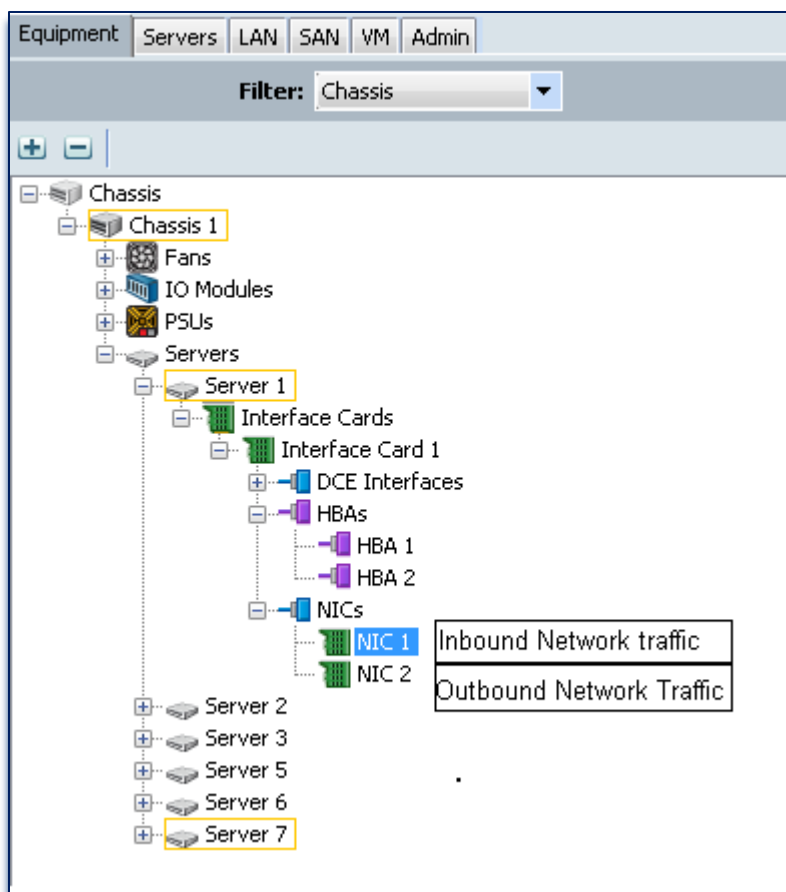 Equipment Servers LAN SAN VM Admin
Filter: Chassis
Chassis
Chassis 1
Fans
IO Modules
PSUs
Servers
Server 1
Interface Cards
Interface Card 1
DCE Interfaces
HBAs
HBA 1
HBA 2
NICs
NIC 1 Inbound Network traffic
NIC 2 Outbound Network Traffic
Server 2
Server 3
Server 5
Server 6
Server 7